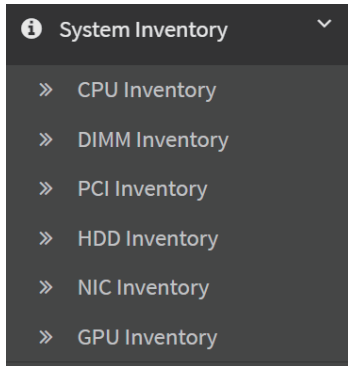 System Inventory
CPU Inventory
DIMM Inventory
PCI Inventory
HDD Inventory
NIC Inventory
GPU Inventory